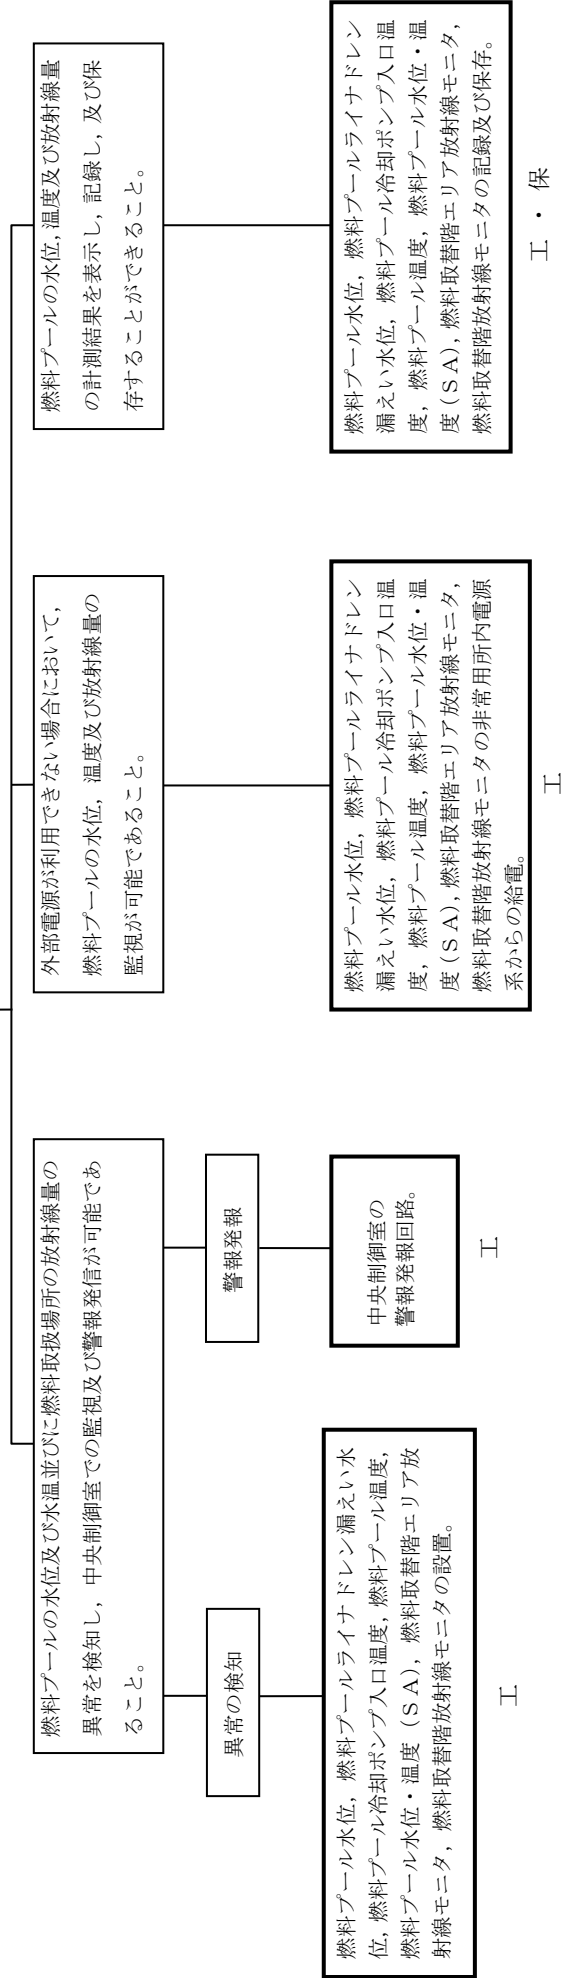 燃料プールの水位及び水温並びに燃料取扱場所の放射線量の
異常を検知し，中央制御室での監視及び警報発信が可能であ
ること。
異常の検知
燃料プール水位，燃料プールライナドレン漏えい水
位，燃料プール冷却ポンプ入口温度，燃料プール温度，
燃料プール水位・温度（ＳＡ），燃料取替階エリア放
射線モニタ，燃料取替階放射線モニタの設置。
工
警報発報
中央制御室の
警報発報回路。
工
外部電源が利用できない場合において，
燃料プールの水位，温度及び放射線量の
監視が可能であること。
燃料プール水位，燃料プールライナドレン
漏えい水位，燃料プール冷却ポンプ入口温
度，燃料プール温度，燃料プール水位・温
度（ＳＡ），燃料取替階エリア放射線モニタ，
燃料取替階放射線モニタの非常用所内電源
系からの給電。
工
燃料プールの水位，温度及び放射線量
の計測結果を表示し，記録し，及び保
存することができること。
燃料プール水位，燃料プールライナドレン
漏えい水位，燃料プール冷却ポンプ入口温
度，燃料プール温度，燃料プール水位・温
度（ＳＡ），燃料取替階エリア放射線モニタ，
燃料取替階放射線モニタの記録及び保存。
工・保